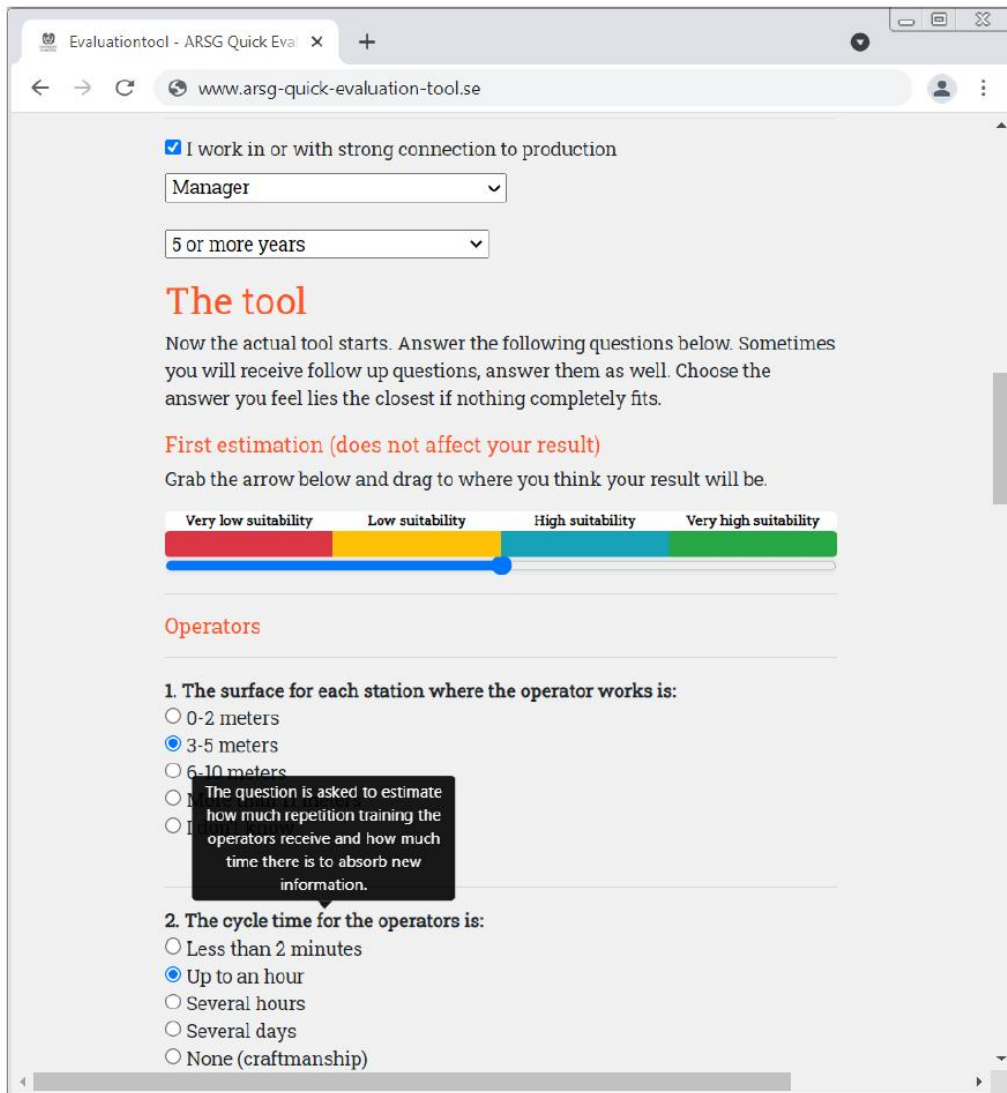 Evaluationtool - ARSG Quick Eval
www.arsg-quick-evaluation-tool.se
I work in or with strong connection to production
Manager
5 or more years
The tool
Now the actual tool starts. Answer the following questions below. Sometimes
you will receive follow up questions, answer them as well. Choose the
answer you feel lies the closest if nothing completely fits.
First estimation (does not affect your result)
Grab the arrow below and drag to where you think your result will be.
Very low suitability Low suitability High suitability Very high suitability
Operators
1. The surface for each station where the operator works is:
0-2 meters
3-5 meters
6-10 meters
The question is asked to estimate
how much repetition training the
operators receive and how much
time there is to absorb new
information.
2. The cycle time for the operators is:
Less than 2 minutes
Up to an hour
Several hours
Several days
None (craftmanship)